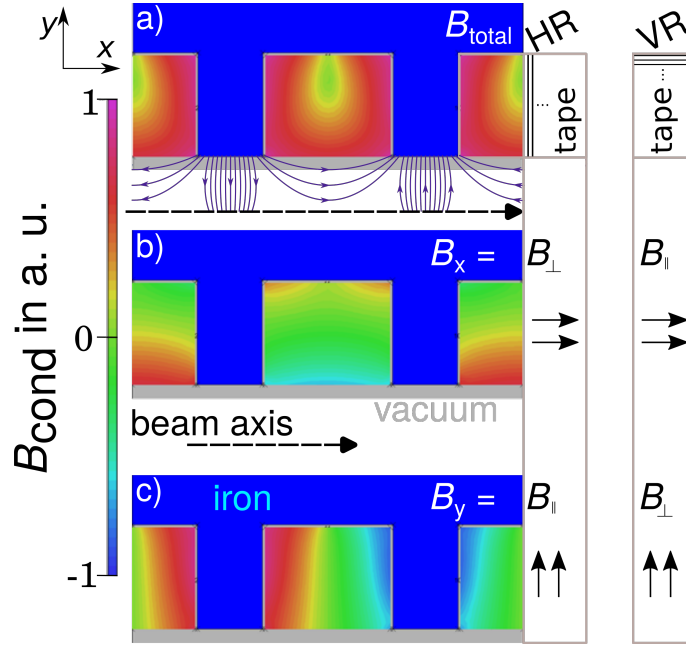 a)
B_total
HR
VR
y
x
1
0
-1
B_cond in a. u.
...
tape
...
tape
b)
B_x =
B_⊥
B_∥
vacuum
beam axis
c)
iron
B_y =
B_∥
B_⊥